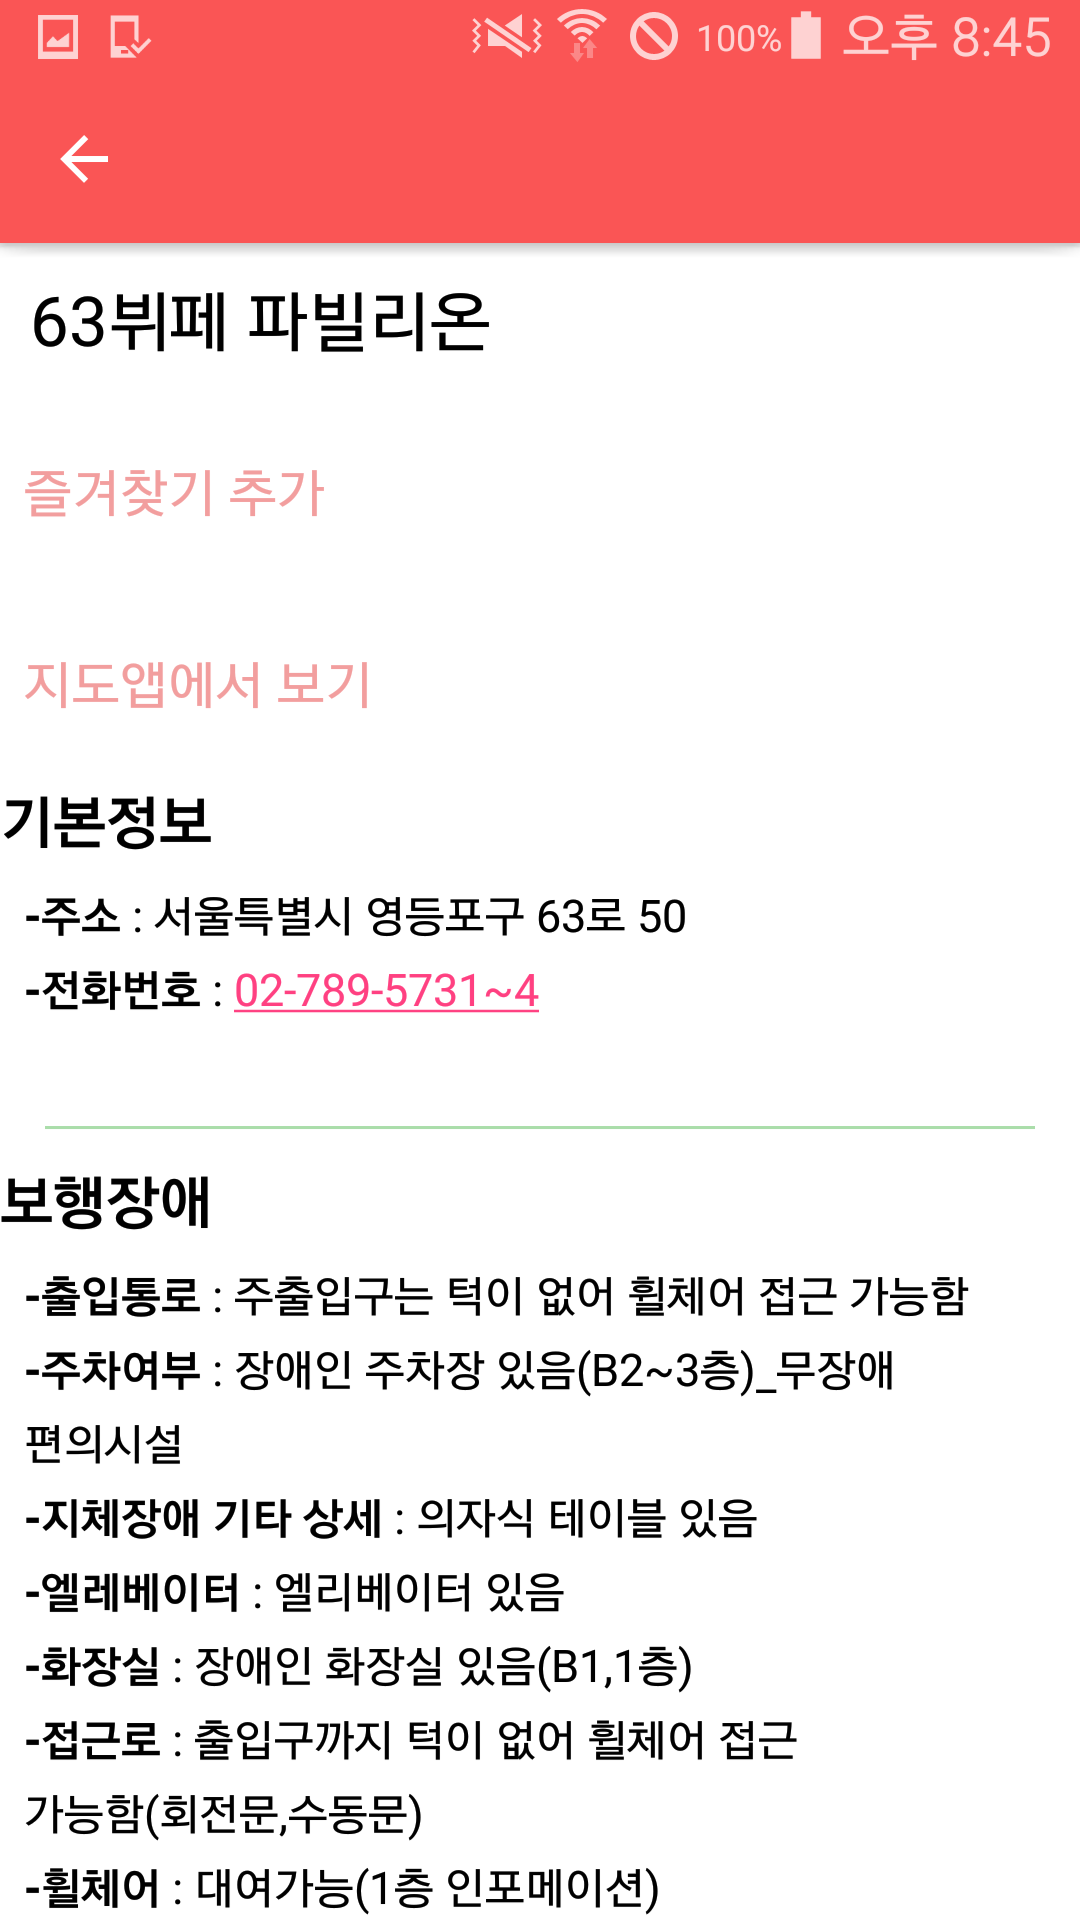 100% 오후 8:45
63뷔페 파빌리온
즐겨찾기 추가
지도앱에서 보기
기본정보
-주소 : 서울특별시 영등포구 63로 50
-전화번호 : 02-789-5731~4
보행장애
-출입통로 : 주출입구는 턱이 없어 휠체어 접근 가능함
-주차여부 : 장애인 주차장 있음(B2~3층)_무장애
편의시설
-지체장애 기타 상세 : 의자식 테이블 있음
-엘레베이터 : 엘리베이터 있음
-화장실 : 장애인 화장실 있음(B1,1층)
-접근로 : 출입구까지 턱이 없어 휠체어 접근
가능함(회전문,수동문)
-휠체어 : 대여가능(1층 인포메이션)